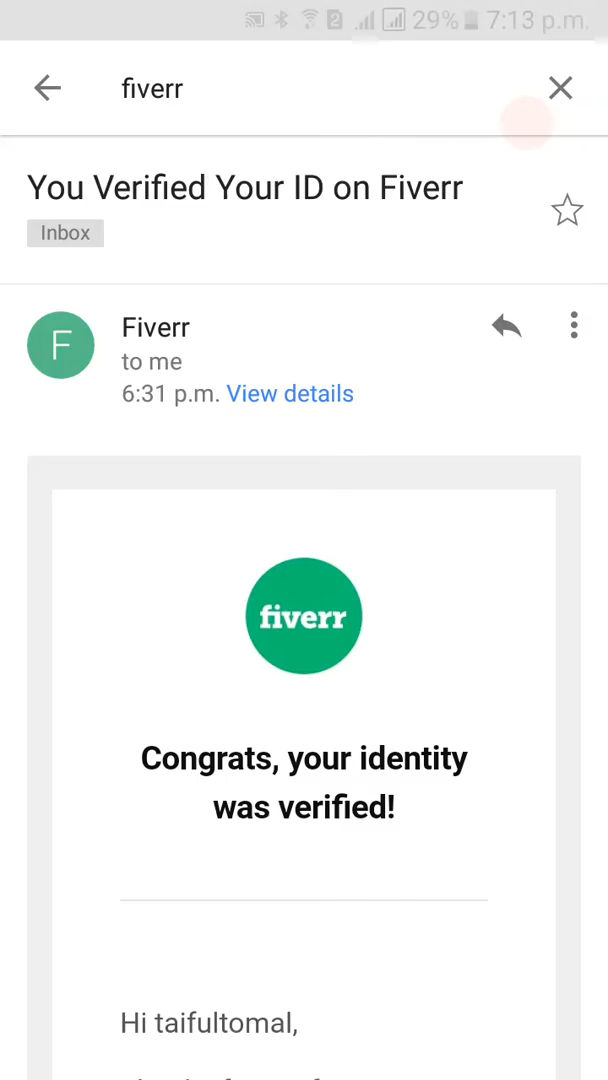 29% 7:13 p.m.
fiverr
You Verified Your ID on Fiverr
Inbox
F
Fiverr
to me
6:31 p.m. View details
fiverr
Congrats, your identity
was verified!
Hi taifultomal,